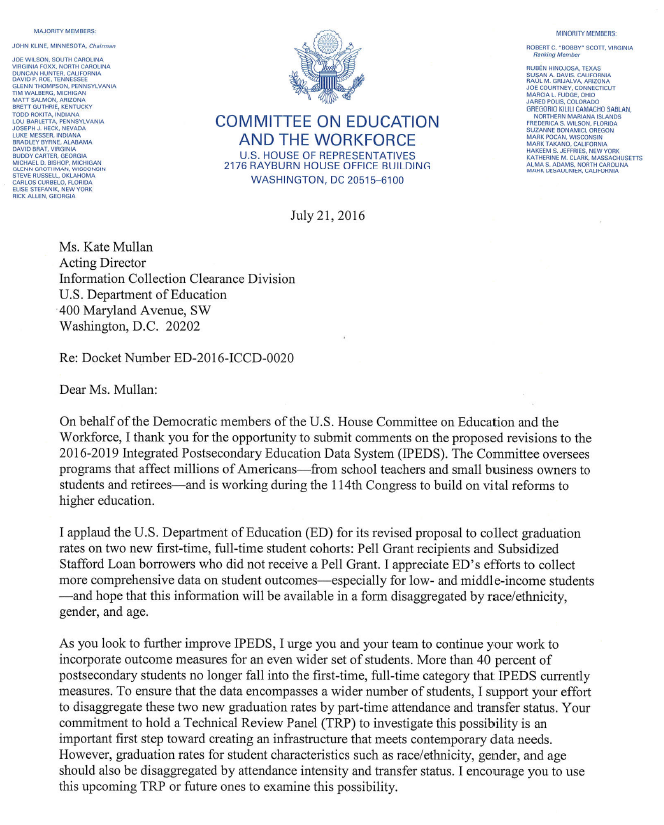 MAJORITY MEMBERS:
JOHN KLINE, MINNESOTA, Chairman
JOE WILSON, SOUTH CAROLINA
VIRGINIA FOXX, NORTH CAROLINA
DUNCAN HUNTER, CALIFORNIA
DAVID P. ROE, TENNESSEE
GLENN THOMPSON, PENNSYLVANIA
TIM WALBERG, MICHIGAN
MATT SALMON, ARIZONA
BRETT GUTHRIE, KENTUCKY
TODD ROKITA, INDIANA
LOU BARLETTA, PENNSYLVANIA
JOSEPH J. HECK, NEVADA
LUKE MESSER, INDIANA
BRADLEY BYRNE, ALABAMA
DAVID BRAT, VIRGINIA
BUDDY CARTER, GEORGIA
MICHAEL D. BISHOP, MICHIGAN
GLENN GROTHMAN, WISCONSIN
STEVE RUSSELL, OKLAHOMA
CARLOS CURBELO, FLORIDA
ELISE STEFANIK, NEW YORK
RICK ALLEN, GEORGIA
COMMITTEE ON EDUCATION
AND THE WORKFORCE
U.S. HOUSE OF REPRESENTATIVES
2176 RAYBURN HOUSE OFFICE BUILDING
WASHINGTON, DC 20515–6100
MINORITY MEMBERS:
ROBERT C. "BOBBY" SCOTT, VIRGINIA
Ranking Member
RUBÉN HINOJOSA, TEXAS
SUSAN A. DAVIS, CALIFORNIA
RAÚL M. GRIJALVA, ARIZONA
JOE COURTNEY, CONNECTICUT
MARCIA L. FUDGE, OHIO
JARED POLIS, COLORADO
GREGORIO KILILI CAMACHO SABLAN,
NORTHERN MARIANA ISLANDS
FREDERICA S. WILSON, FLORIDA
SUZANNE BONAMICI, OREGON
MARK POCAN, WISCONSIN
MARK TAKANO, CALIFORNIA
HAKEEM S. JEFFRIES, NEW YORK
KATHERINE M. CLARK, MASSACHUSETTS
ALMA S. ADAMS, NORTH CAROLINA
MARK DESAULNIER, CALIFORNIA
July 21, 2016
Ms. Kate Mullan
Acting Director
Information Collection Clearance Division
U.S. Department of Education
400 Maryland Avenue, SW
Washington, D.C. 20202
Re: Docket Number ED-2016-ICCD-0020
Dear Ms. Mullan:
On behalf of the Democratic members of the U.S. House Committee on Education and the
Workforce, I thank you for the opportunity to submit comments on the proposed revisions to the
2016-2019 Integrated Postsecondary Education Data System (IPEDS). The Committee oversees
programs that affect millions of Americans—from school teachers and small business owners to
students and retirees—and is working during the 114th Congress to build on vital reforms to
higher education.
I applaud the U.S. Department of Education (ED) for its revised proposal to collect graduation
rates on two new first-time, full-time student cohorts: Pell Grant recipients and Subsidized
Stafford Loan borrowers who did not receive a Pell Grant. I appreciate ED's efforts to collect
more comprehensive data on student outcomes—especially for low- and middle-income students
—and hope that this information will be available in a form disaggregated by race/ethnicity,
gender, and age.
As you look to further improve IPEDS, I urge you and your team to continue your work to
incorporate outcome measures for an even wider set of students. More than 40 percent of
postsecondary students no longer fall into the first-time, full-time category that IPEDS currently
measures. To ensure that the data encompasses a wider number of students, I support your effort
to disaggregate these two new graduation rates by part-time attendance and transfer status. Your
commitment to hold a Technical Review Panel (TRP) to investigate this possibility is an
important first step toward creating an infrastructure that meets contemporary data needs.
However, graduation rates for student characteristics such as race/ethnicity, gender, and age
should also be disaggregated by attendance intensity and transfer status. I encourage you to use
this upcoming TRP or future ones to examine this possibility.